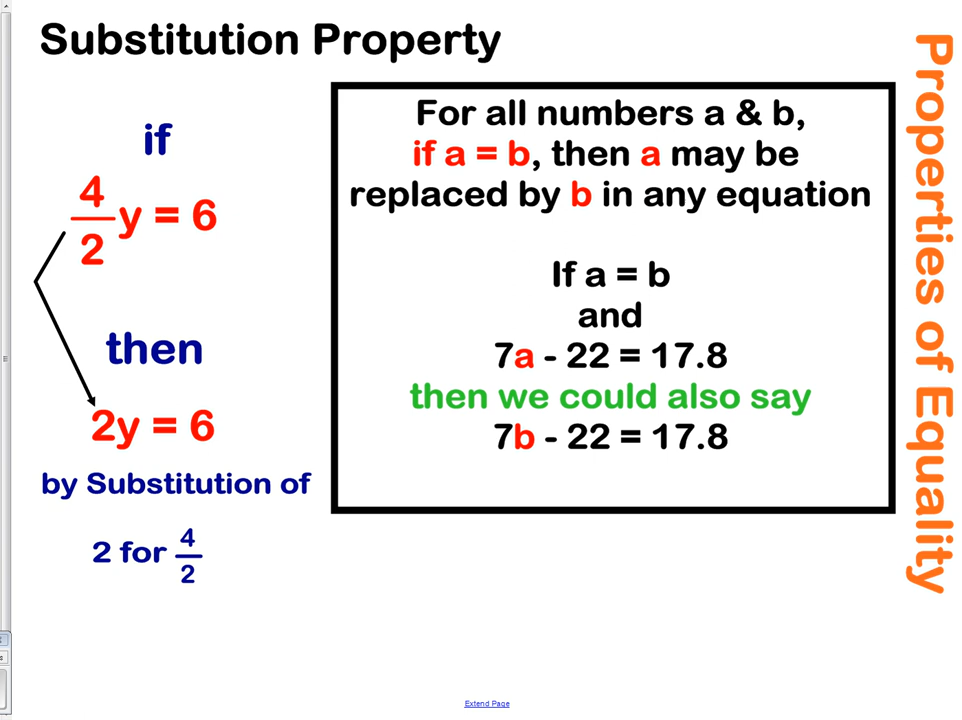 Substitution Property
if
4
2
y = 6
then
2y = 6
by Substitution of
2 for 4
2
For all numbers a & b,
if a = b, then a may be
replaced by b in any equation
If a = b
and
7a - 22 = 17.8
then we could also say
7b - 22 = 17.8
Properties of Equality
Extend Page